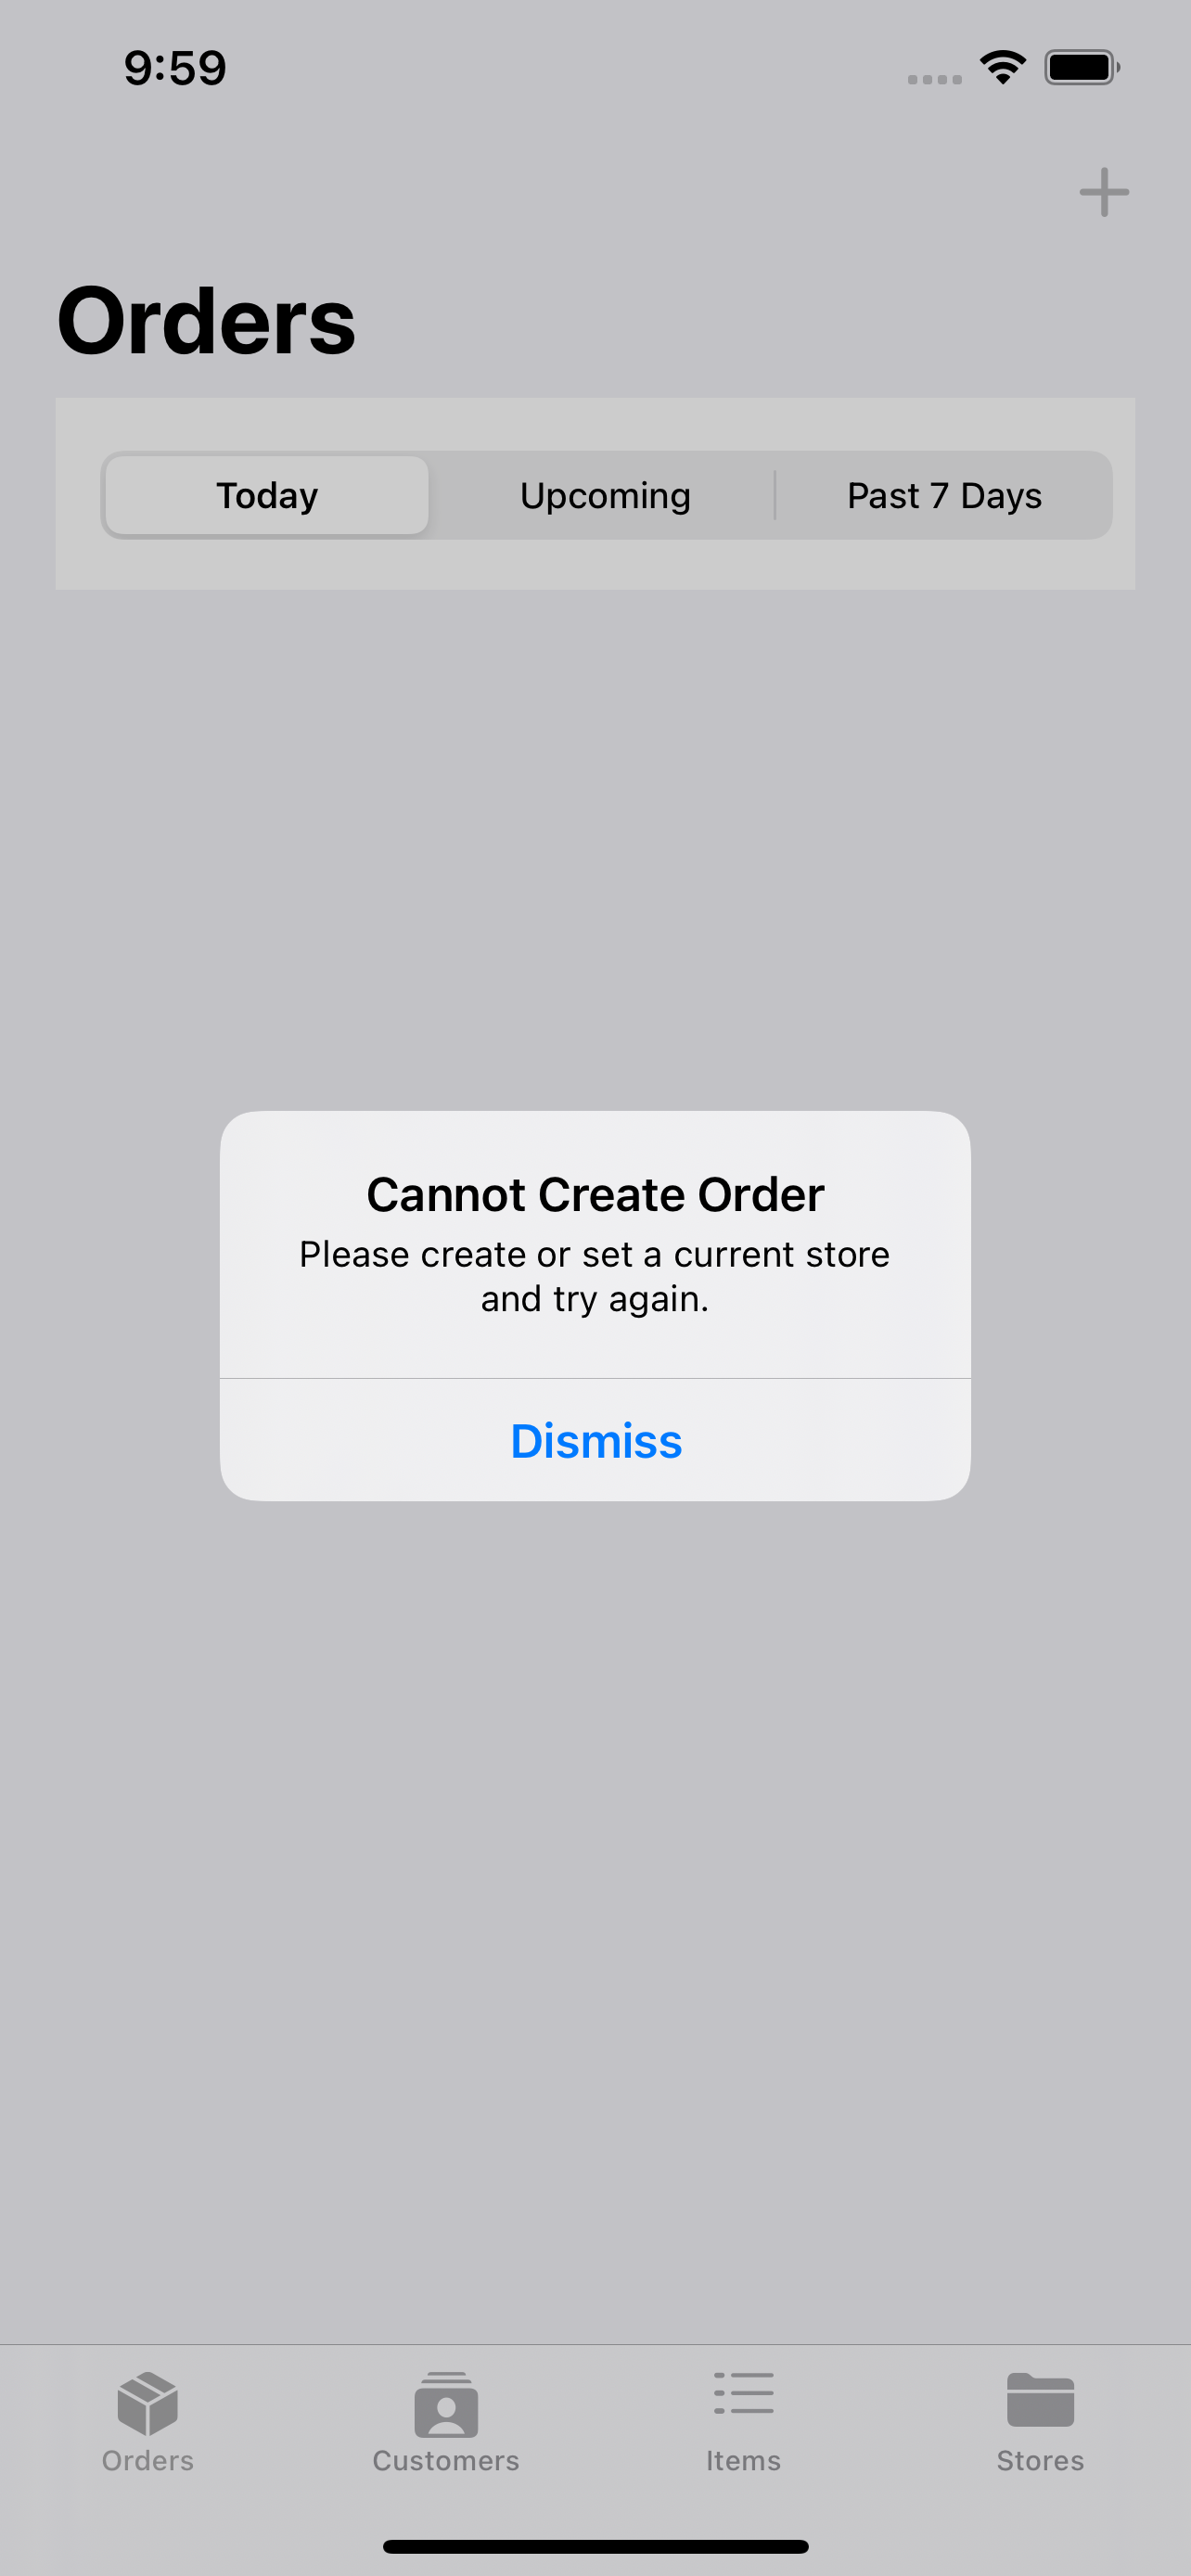 9:59
Orders
Today Upcoming Past 7 Days
Cannot Create Order
Please create or set a current store
and try again.
Dismiss
Orders Customers Items Stores